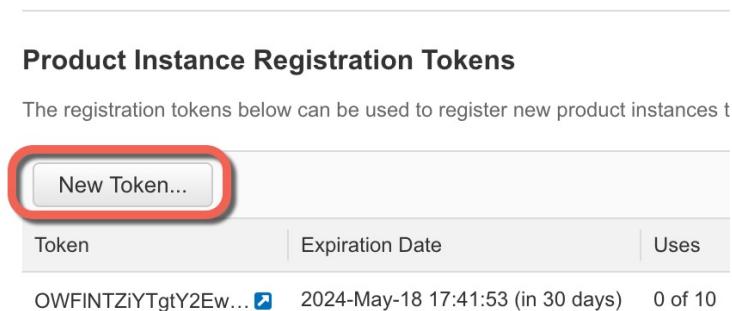 Product Instance Registration Tokens
The registration tokens below can be used to register new product instances t
New Token...
Token Expiration Date Uses
OWFINTZiYTgtY2Ew... 2024-May-18 17:41:53 (in 30 days) 0 of 10